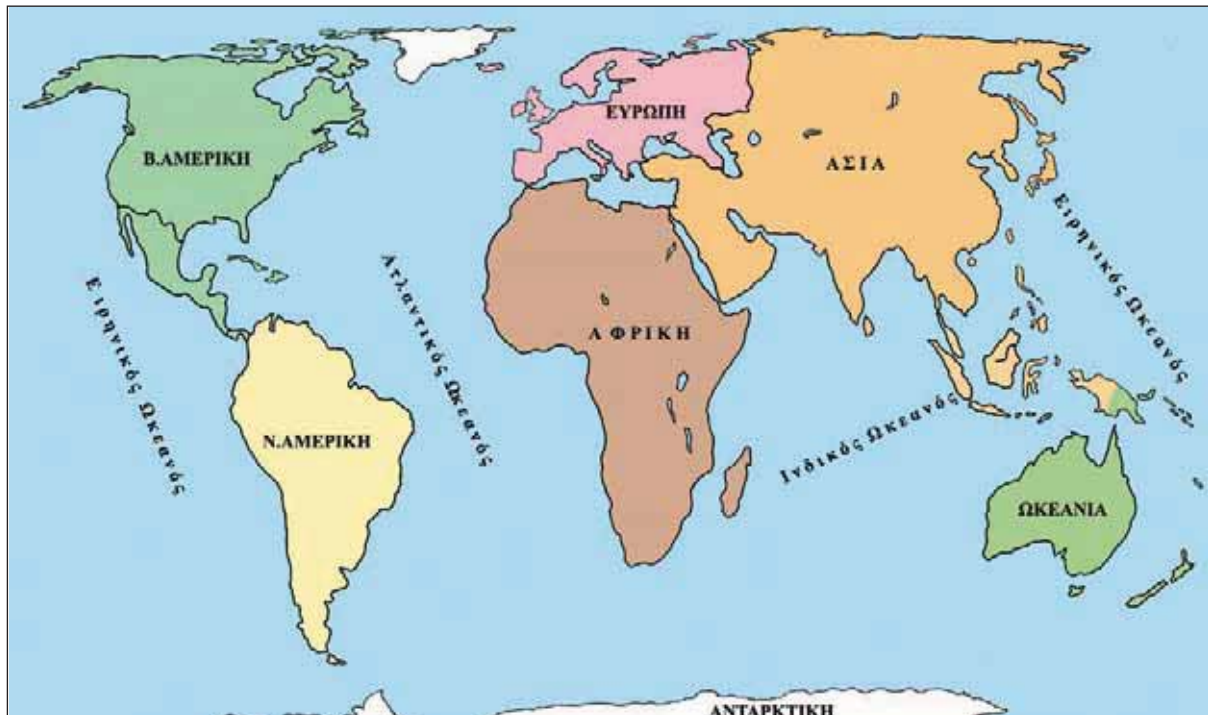 ΕΥΡΩΠΗ
Β.ΑΜΕΡΙΚΗ
ΑΣΙΑ
Ειρηνικός Ωκεανός
Ατλαντικός Ωκεανός
Ειρηνικός Ωκεανός
ΑΦΡΙΚΗ
Ν.ΑΜΕΡΙΚΗ
Ινδικός Ωκεανός
ΩΚΕΑΝΙΑ
ΑΝΤΑΡΚΤΙΚΗ